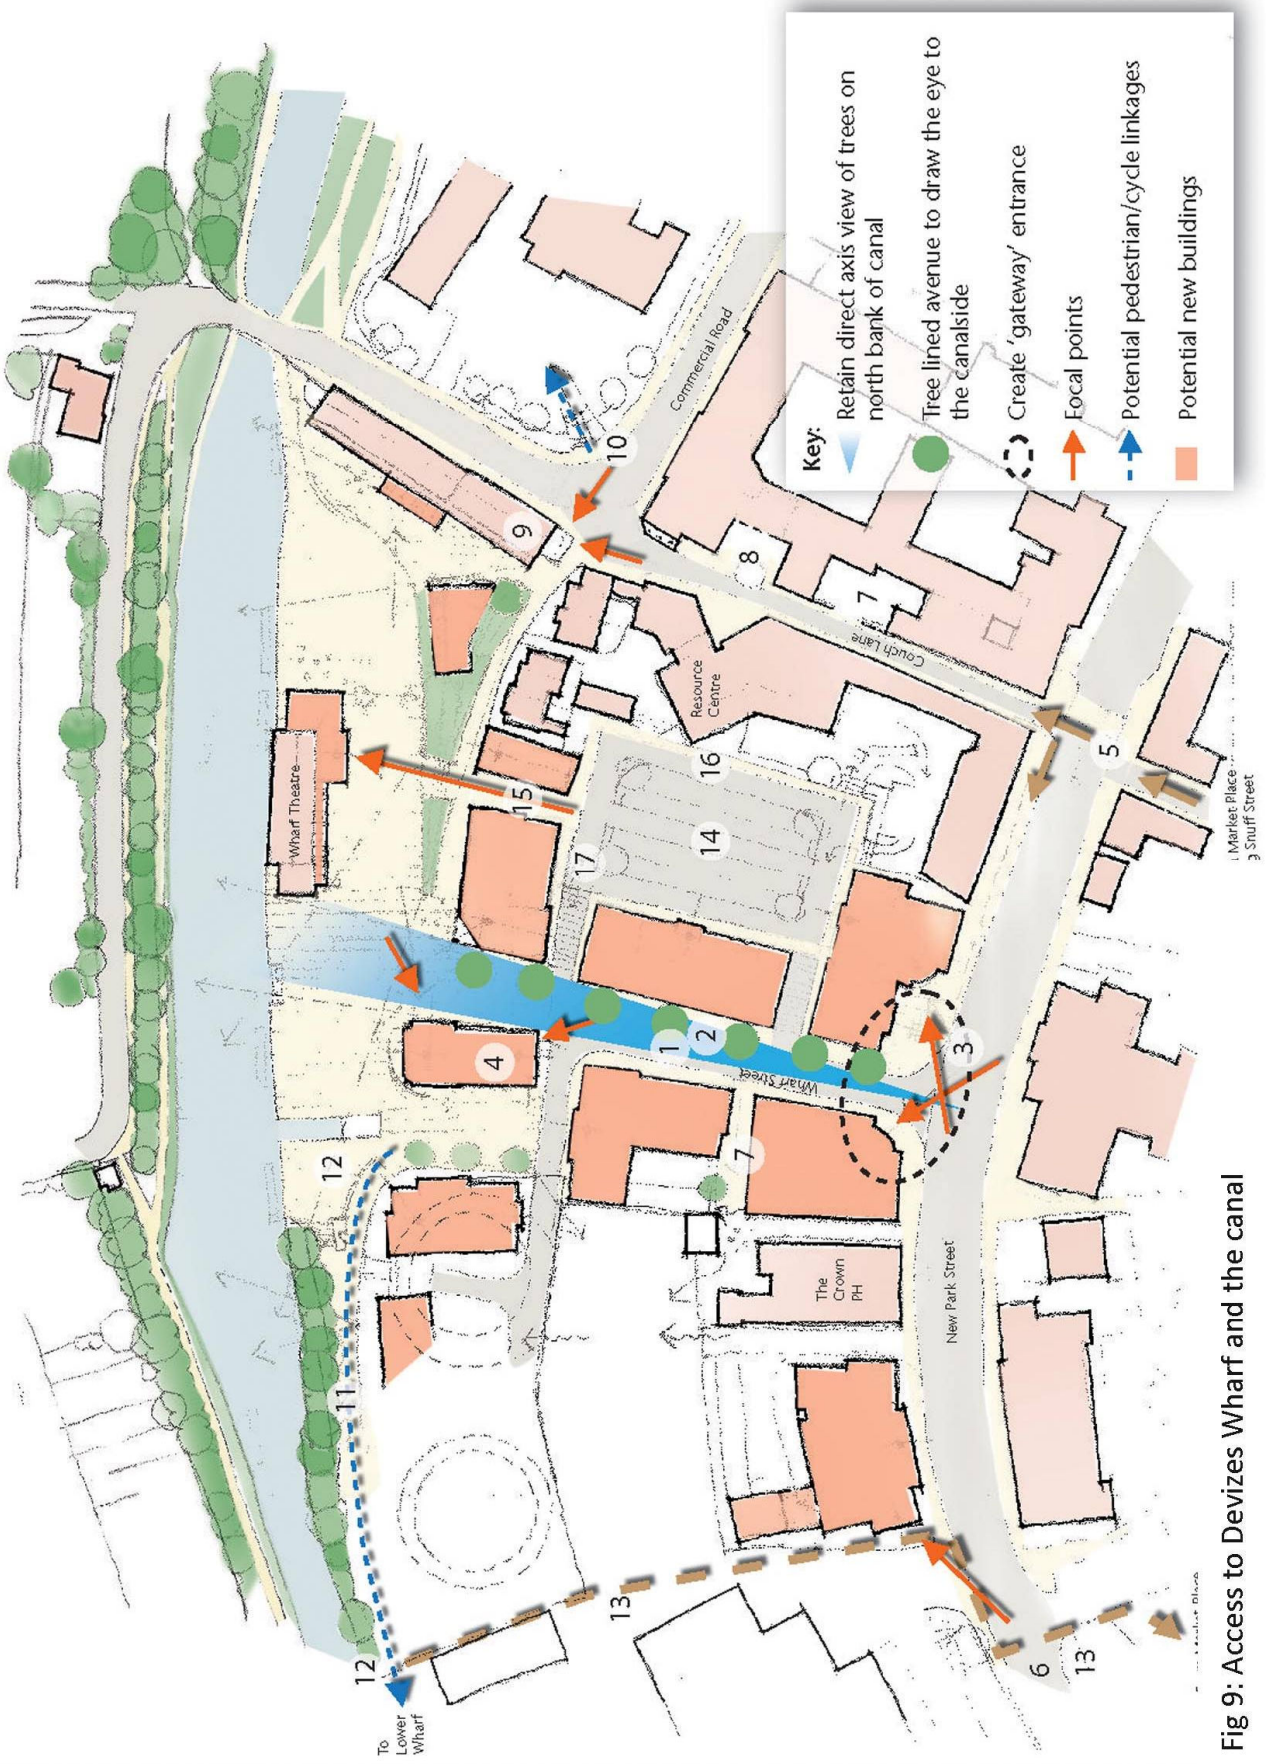 Key:
Retain direct axis view of trees on
north bank of canal
Tree lined avenue to draw the eye to
the canalside
Create ‘gateway’ entrance
Focal points
Potential pedestrian/cycle linkages
Potential new buildings
Wharf Theatre
Commercial Road
10
9
8
7
Couch Lane
Resource
Centre
15
16
14
17
5
Market Place
Snuff Street
4
1
2
Wharf Street
3
12
7
The
Crown
PH
New Park Street
11
13
12
To
Lower
Wharf
6
13
Fig 9: Access to Devizes Wharf and the canal